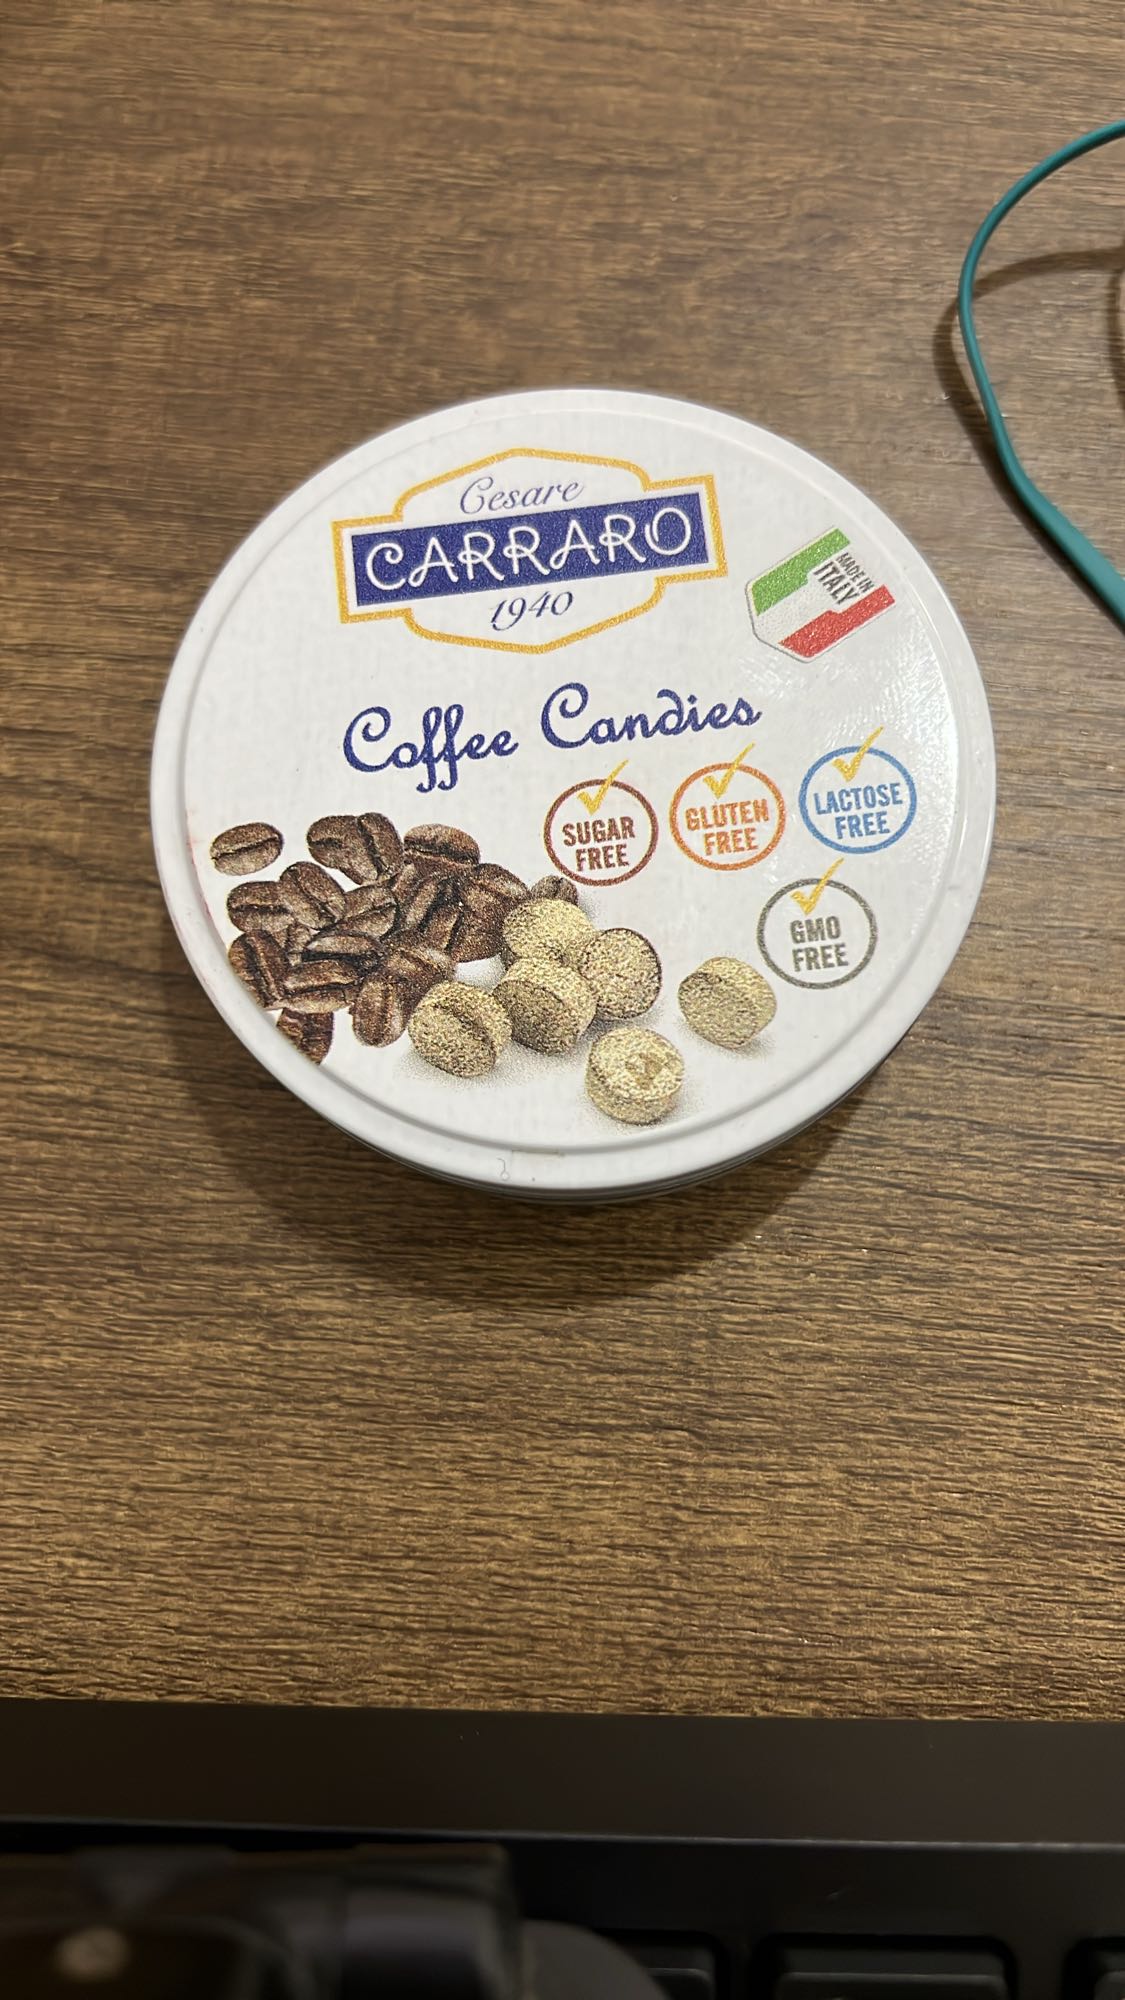 Cesare
CARRARO
1940
MADE IN
ITALY
Coffee Candies
SUGAR
FREE
GLUTEN
FREE
LACTOSE
FREE
GMO
FREE